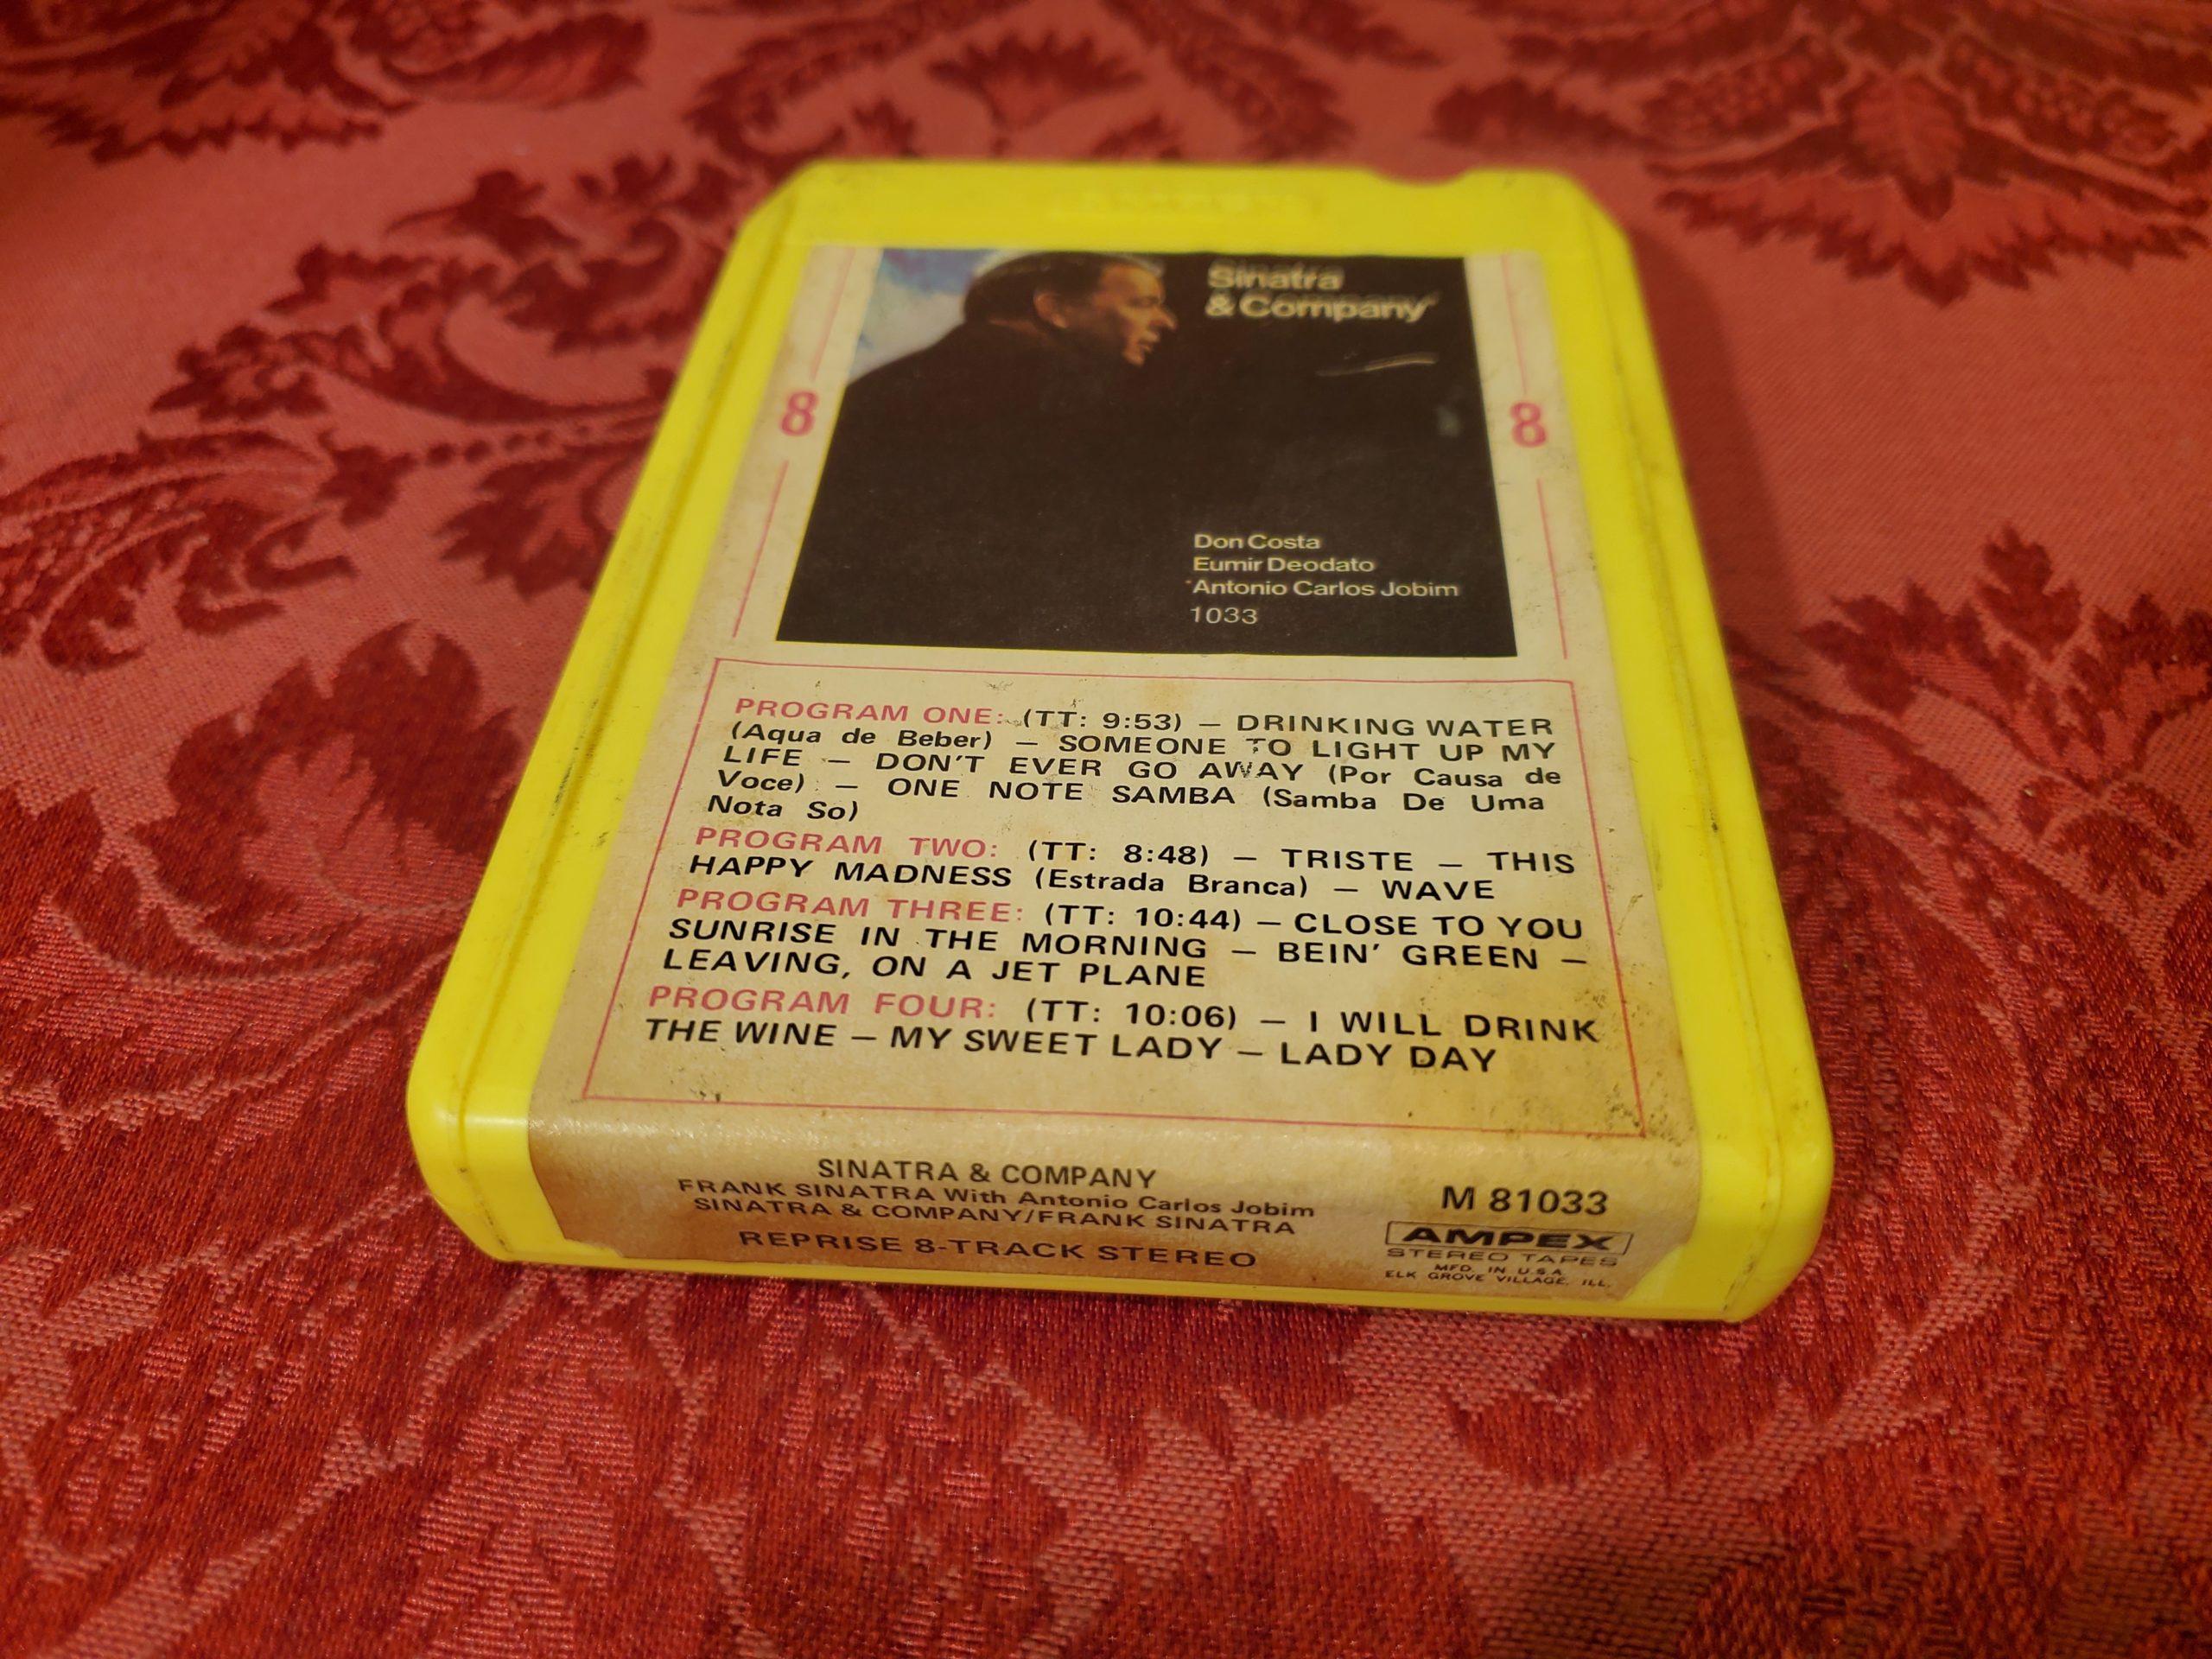 Sinatra
& Company
8
8
Don Costa
Eumir Deodato
Antonio Carlos Jobim
1033
PROGRAM ONE: (TT: 9:53) — DRINKING WATER
(Aqua de Beber) — SOMEONE TO LIGHT UP MY
LIFE — DON'T EVER GO AWAY (Por Causa de
Voce) — ONE NOTE SAMBA (Samba De Uma
Nota So)
PROGRAM TWO: (TT: 8:48) — TRISTE — THIS
HAPPY MADNESS (Estrada Branca) — WAVE
PROGRAM THREE: (TT: 10:44) — CLOSE TO YOU
SUNRISE IN THE MORNING — BEIN' GREEN —
LEAVING, ON A JET PLANE
PROGRAM FOUR: (TT: 10:06) — I WILL DRINK
THE WINE — MY SWEET LADY — LADY DAY
SINATRA & COMPANY
FRANK SINATRA With Antonio Carlos Jobim
SINATRA & COMPANY/FRANK SINATRA
REPRISE 8-TRACK STEREO
M 81033
AMPEX
STEREO TAPES
MFD. IN U.S.A.
ELK GROVE VILLAGE, ILL.